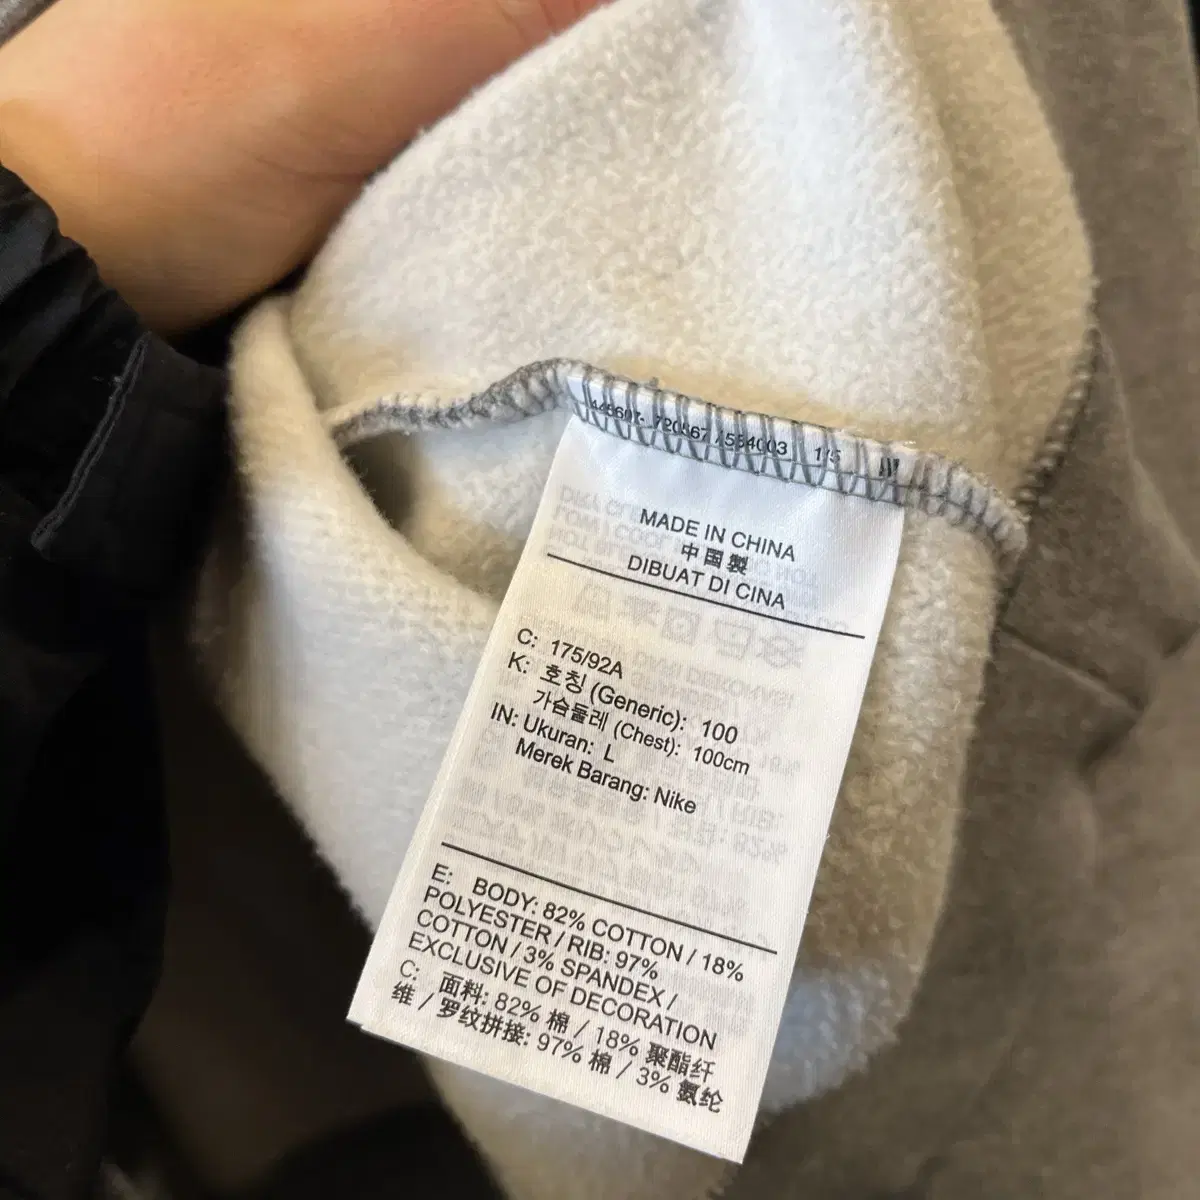 MADE IN CHINA
中国製
DIBUAT DI CINA
C: 175/92A
K: 호칭 (Generic): 100
가슴둘레 (Chest): 100cm
IN: Ukuran: L
Merek Barang: Nike
E: BODY: 82% COTTON / 18%
POLYESTER / RIB: 97%
COTTON / 3% SPANDEX /
EXCLUSIVE OF DECORATION
C: 面料: 82% 棉 / 18% 聚酯纤
维 / 罗纹拼接: 97% 棉 / 3% 氨纶